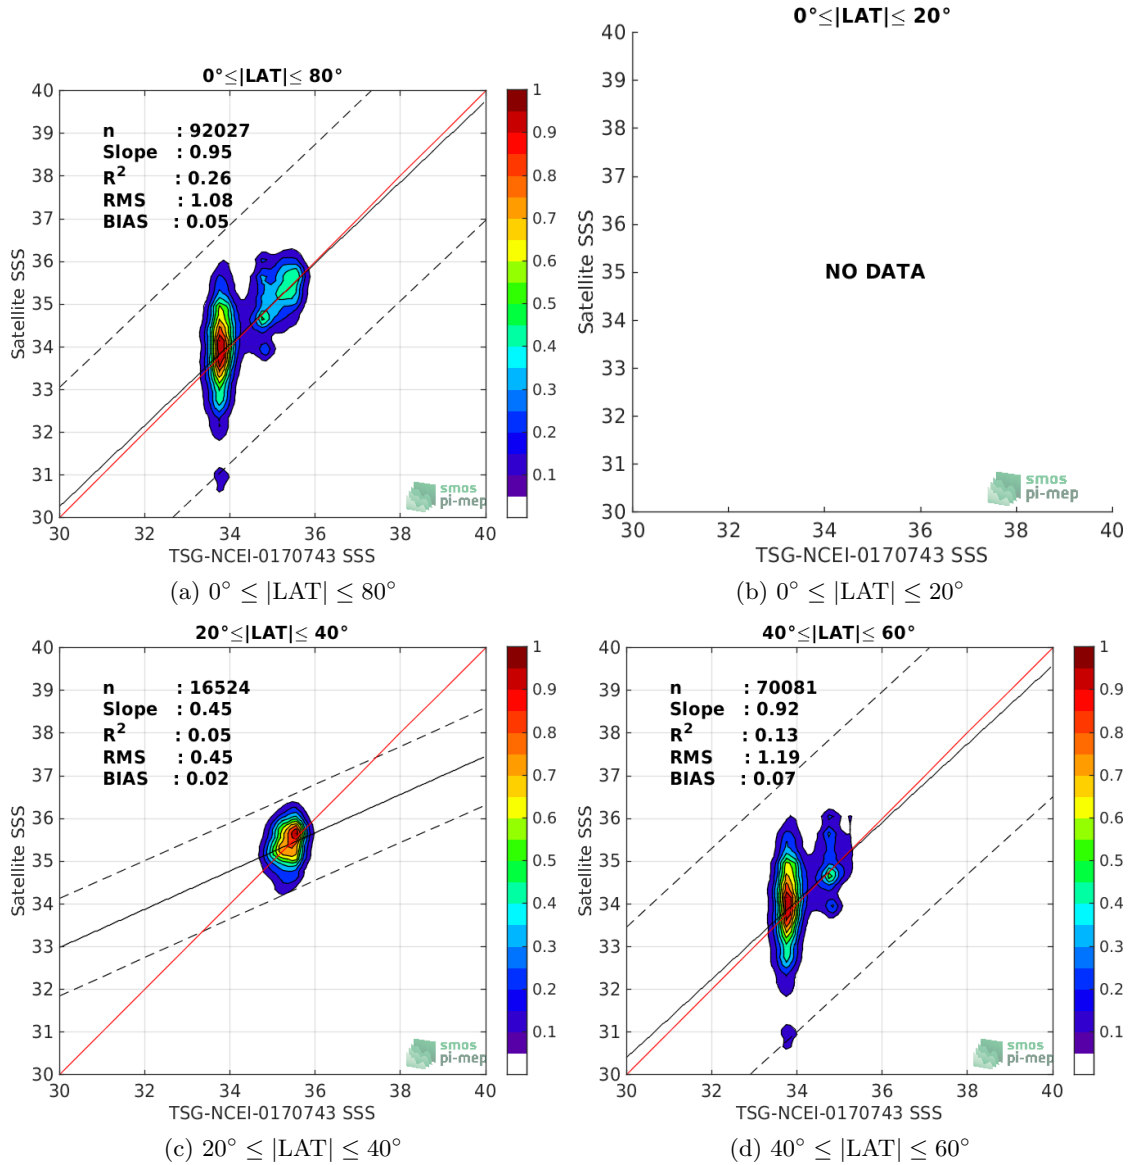 0°≤|LAT|≤ 80°
40
39
38
37
36
35
34
33
32
31
30
n : 92027
Slope : 0.95
R² : 0.26
RMS : 1.08
BIAS : 0.05
Satellite SSS
30 32 34 36 38 40
TSG-NCEI-0170743 SSS
1
0.9
0.8
0.7
0.6
0.5
0.4
0.3
0.2
0.1
smos
pi-mep
(a) 0° ≤ |LAT| ≤ 80°
0°≤|LAT|≤ 20°
40
39
38
37
36
35
34
33
32
31
30
NO DATA
Satellite SSS
30 32 34 36 38 40
TSG-NCEI-0170743 SSS
smos
pi-mep
(b) 0° ≤ |LAT| ≤ 20°
20°≤|LAT|≤ 40°
40
39
38
37
36
35
34
33
32
31
30
n : 16524
Slope : 0.45
R² : 0.05
RMS : 0.45
BIAS : 0.02
Satellite SSS
30 32 34 36 38 40
TSG-NCEI-0170743 SSS
1
0.9
0.8
0.7
0.6
0.5
0.4
0.3
0.2
0.1
smos
pi-mep
(c) 20° ≤ |LAT| ≤ 40°
40°≤|LAT|≤ 60°
40
39
38
37
36
35
34
33
32
31
30
n : 70081
Slope : 0.92
R² : 0.13
RMS : 1.19
BIAS : 0.07
Satellite SSS
30 32 34 36 38 40
TSG-NCEI-0170743 SSS
1
0.9
0.8
0.7
0.6
0.5
0.4
0.3
0.2
0.1
smos
pi-mep
(d) 40° ≤ |LAT| ≤ 60°